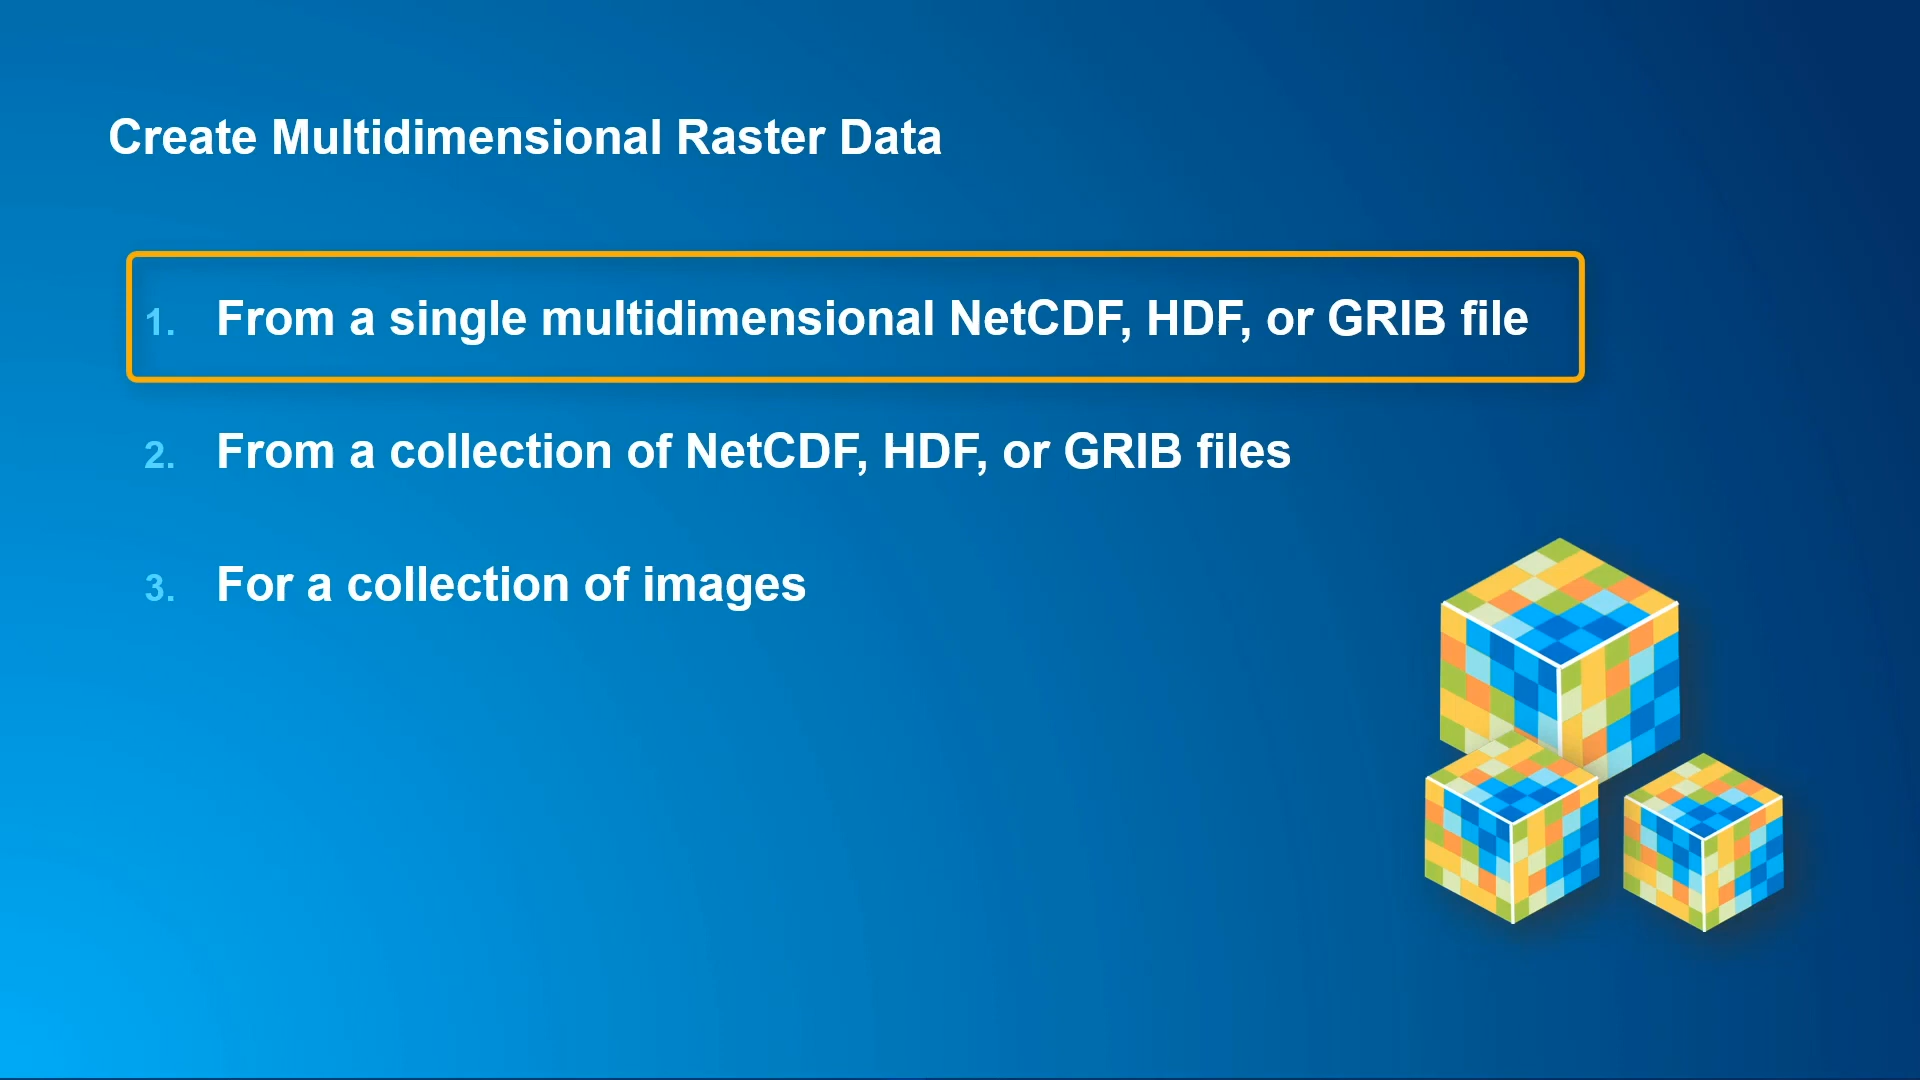 Create Multidimensional Raster Data
1. From a single multidimensional NetCDF, HDF, or GRIB file
2. From a collection of NetCDF, HDF, or GRIB files
3. For a collection of images